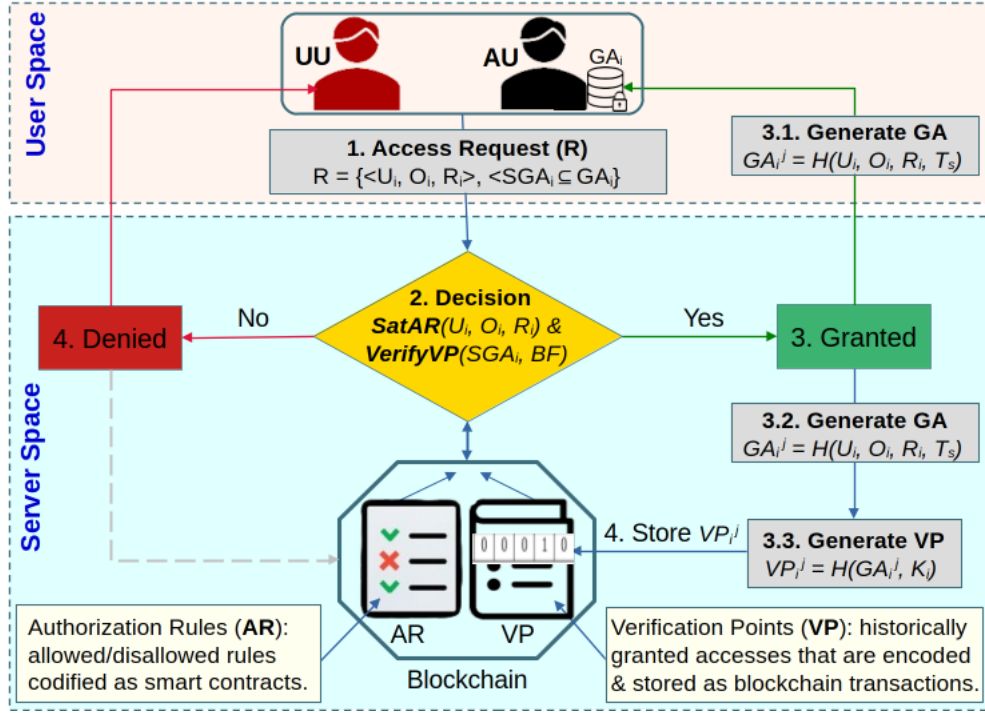 User Space
UU
AU
GAᵢ
1. Access Request (R)
R = {<Uᵢ, Oᵢ, Rᵢ>, <SGAᵢ ⊆ GAᵢ}
3.1. Generate GA
GAᵢʲ = H(Uᵢ, Oᵢ, Rᵢ, Tₛ)
Server Space
2. Decision
SatAR(Uᵢ, Oᵢ, Rᵢ) &
VerifyVP(SGAᵢ, BF)
No
Yes
4. Denied
3. Granted
3.2. Generate GA
GAᵢʲ = H(Uᵢ, Oᵢ, Rᵢ, Tₛ)
3.3. Generate VP
VPᵢʲ = H(GAᵢʲ, Kᵢ)
4. Store VPᵢʲ
0 0 0 1 0
AR
VP
Blockchain
Authorization Rules (AR):
allowed/disallowed rules
codified as smart contracts.
Verification Points (VP): historically
granted accesses that are encoded
& stored as blockchain transactions.